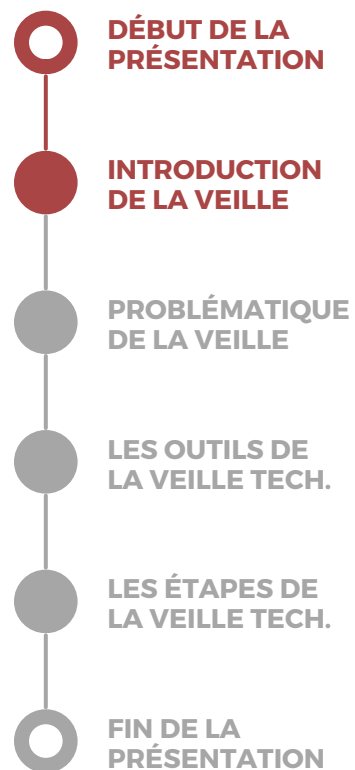 DÉBUT DE LA
PRÉSENTATION
INTRODUCTION
DE LA VEILLE
PROBLÉMATIQUE
DE LA VEILLE
LES OUTILS DE
LA VEILLE TECH.
LES ÉTAPES DE
LA VEILLE TECH.
FIN DE LA
PRÉSENTATION